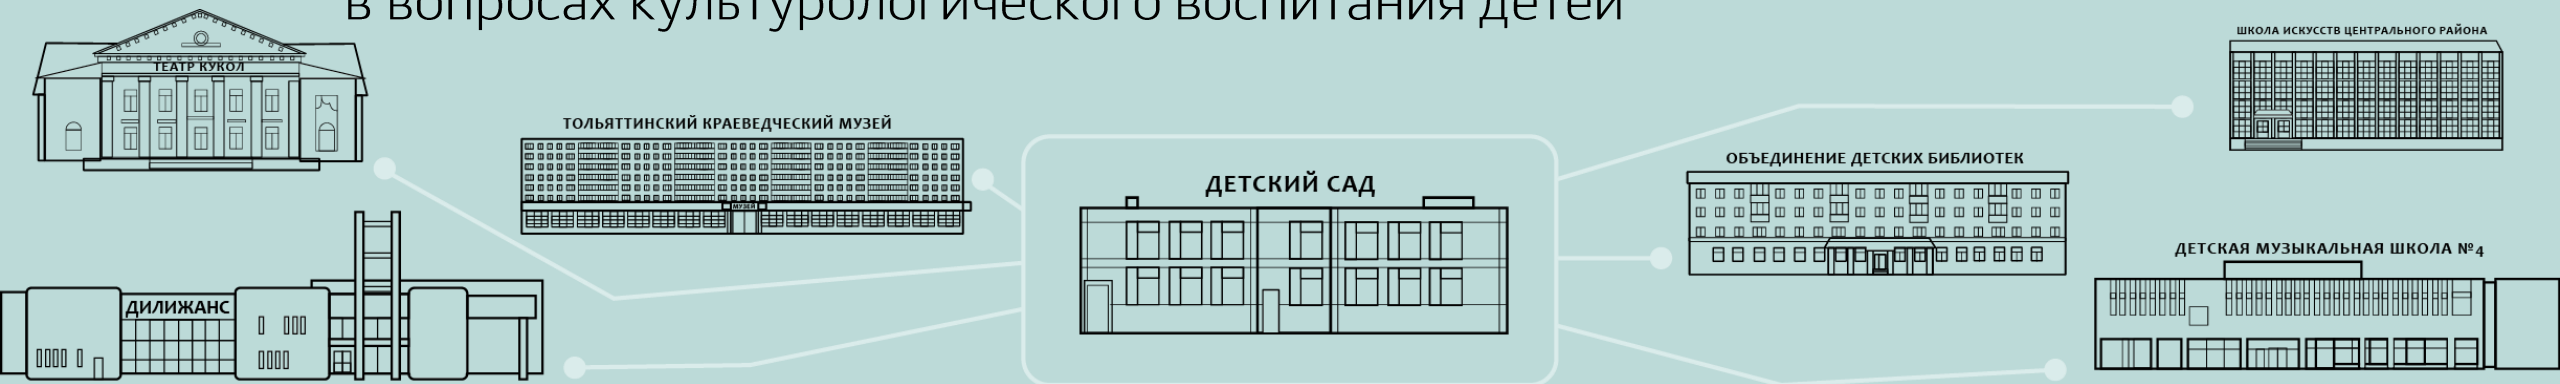 в вопросах культурологического воспитания детей
ТЕАТР КУКОЛ
ШКОЛА ИСКУССТВ ЦЕНТРАЛЬНОГО РАЙОНА
ТОЛЬЯТТИНСКИЙ КРАЕВЕДЧЕСКИЙ МУЗЕЙ
МУЗЕЙ
ДЕТСКИЙ САД
ОБЪЕДИНЕНИЕ ДЕТСКИХ БИБЛИОТЕК
ДИЛИЖАНС
ДЕТСКАЯ МУЗЫКАЛЬНАЯ ШКОЛА №4